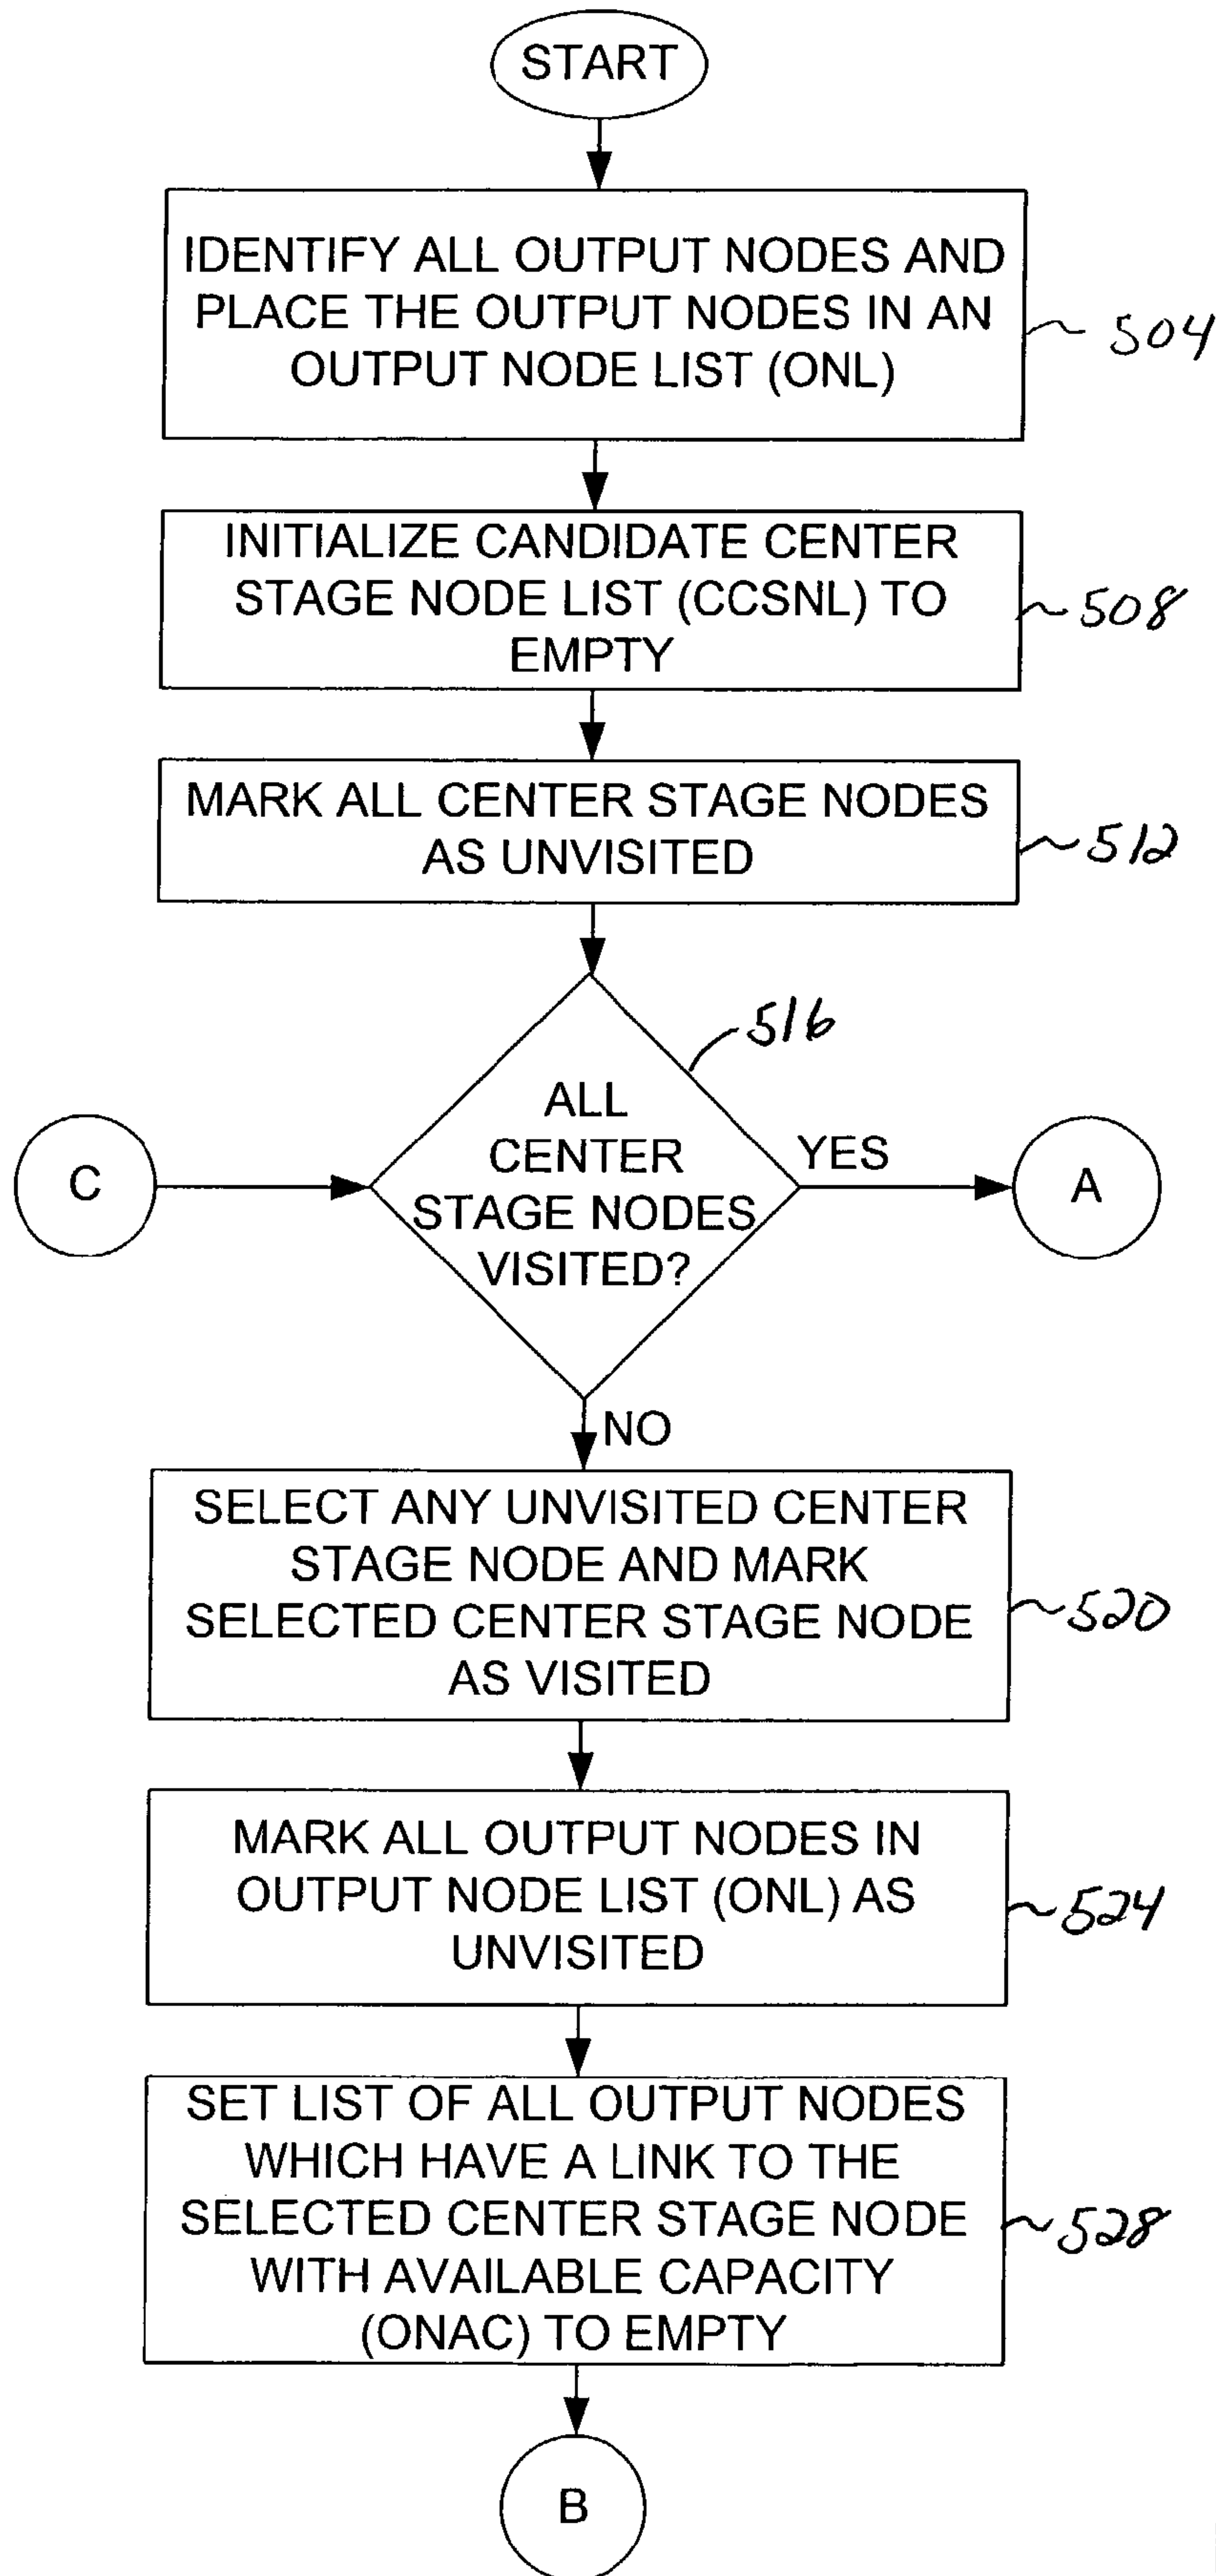 START
IDENTIFY ALL OUTPUT NODES AND
PLACE THE OUTPUT NODES IN AN
OUTPUT NODE LIST (ONL)
504
INITIALIZE CANDIDATE CENTER
STAGE NODE LIST (CCSNL) TO
EMPTY
508
MARK ALL CENTER STAGE NODES
AS UNVISITED
512
516
ALL
CENTER
STAGE NODES
VISITED?
C
YES
A
NO
SELECT ANY UNVISITED CENTER
STAGE NODE AND MARK
SELECTED CENTER STAGE NODE
AS VISITED
520
MARK ALL OUTPUT NODES IN
OUTPUT NODE LIST (ONL) AS
UNVISITED
524
SET LIST OF ALL OUTPUT NODES
WHICH HAVE A LINK TO THE
SELECTED CENTER STAGE NODE
WITH AVAILABLE CAPACITY
(ONAC) TO EMPTY
528
B